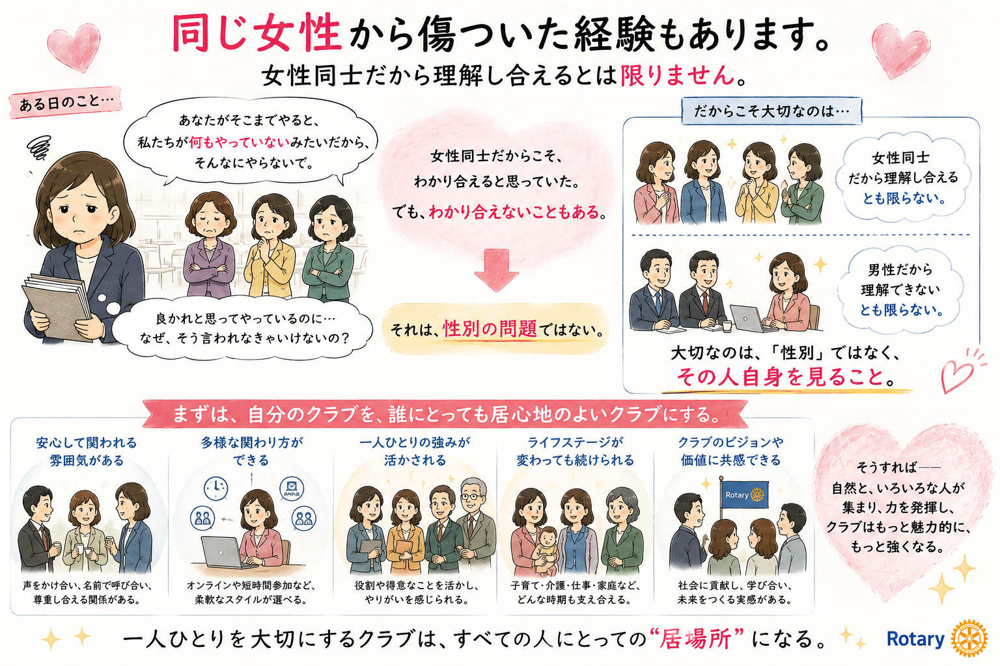 同じ女性から傷ついた経験もあります。
女性同士だから理解し合えるとは限りません。
ある日のこと…
あなたがそこまでやると、
私たちが何もやっていないみたいだから、
そんなにやらないで。
良かれと思ってやっているのに…
なぜ、そう言われなきゃいけないの？
女性同士だからこそ、
わかり合えると思っていた。
でも、わかり合えないこともある。
それは、性別の問題ではない。
だからこそ大切なのは…
女性同士
だから理解し合える
とも限らない。
男性だから
理解できない
とも限らない。
大切なのは、「性別」ではなく、
その人自身を見ること。
まずは、自分のクラブを、誰にとっても居心地のよいクラブにする。
安心して関われる
雰囲気がある
声をかけ合い、名前で呼び合い、
尊重し合える関係がある。
多様な関わり方が
できる
オンラインや短時間参加など、
柔軟なスタイルが選べる。
一人ひとりの強みが
活かされる
役割や得意なことを活かし、
やりがいを感じられる。
ライフステージが
変わっても続けられる
子育て・介護・仕事・家庭など、
どんな時期も支え合える。
クラブのビジョンや
価値に共感できる
Rotary
社会に貢献し、学び合い、
未来をつくる実感がある。
そうすれば――
自然と、いろいろな人が
集まり、力を発揮し、
クラブはもっと魅力的に、
もっと強くなる。
一人ひとりを大切にするクラブは、すべての人にとっての“居場所”になる。
Rotary